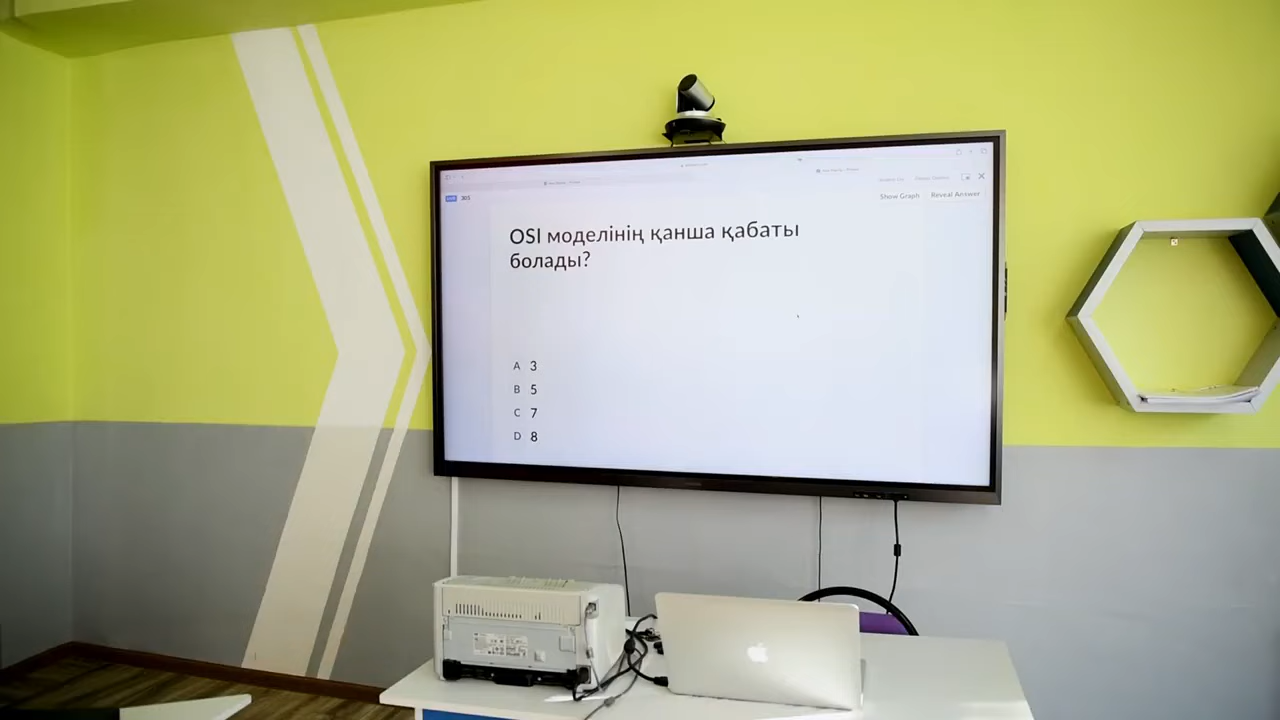 Show Graph Reveal Answer
OSI моделінің қанша қабаты
болады?
A 3
B 5
C 7
D 8